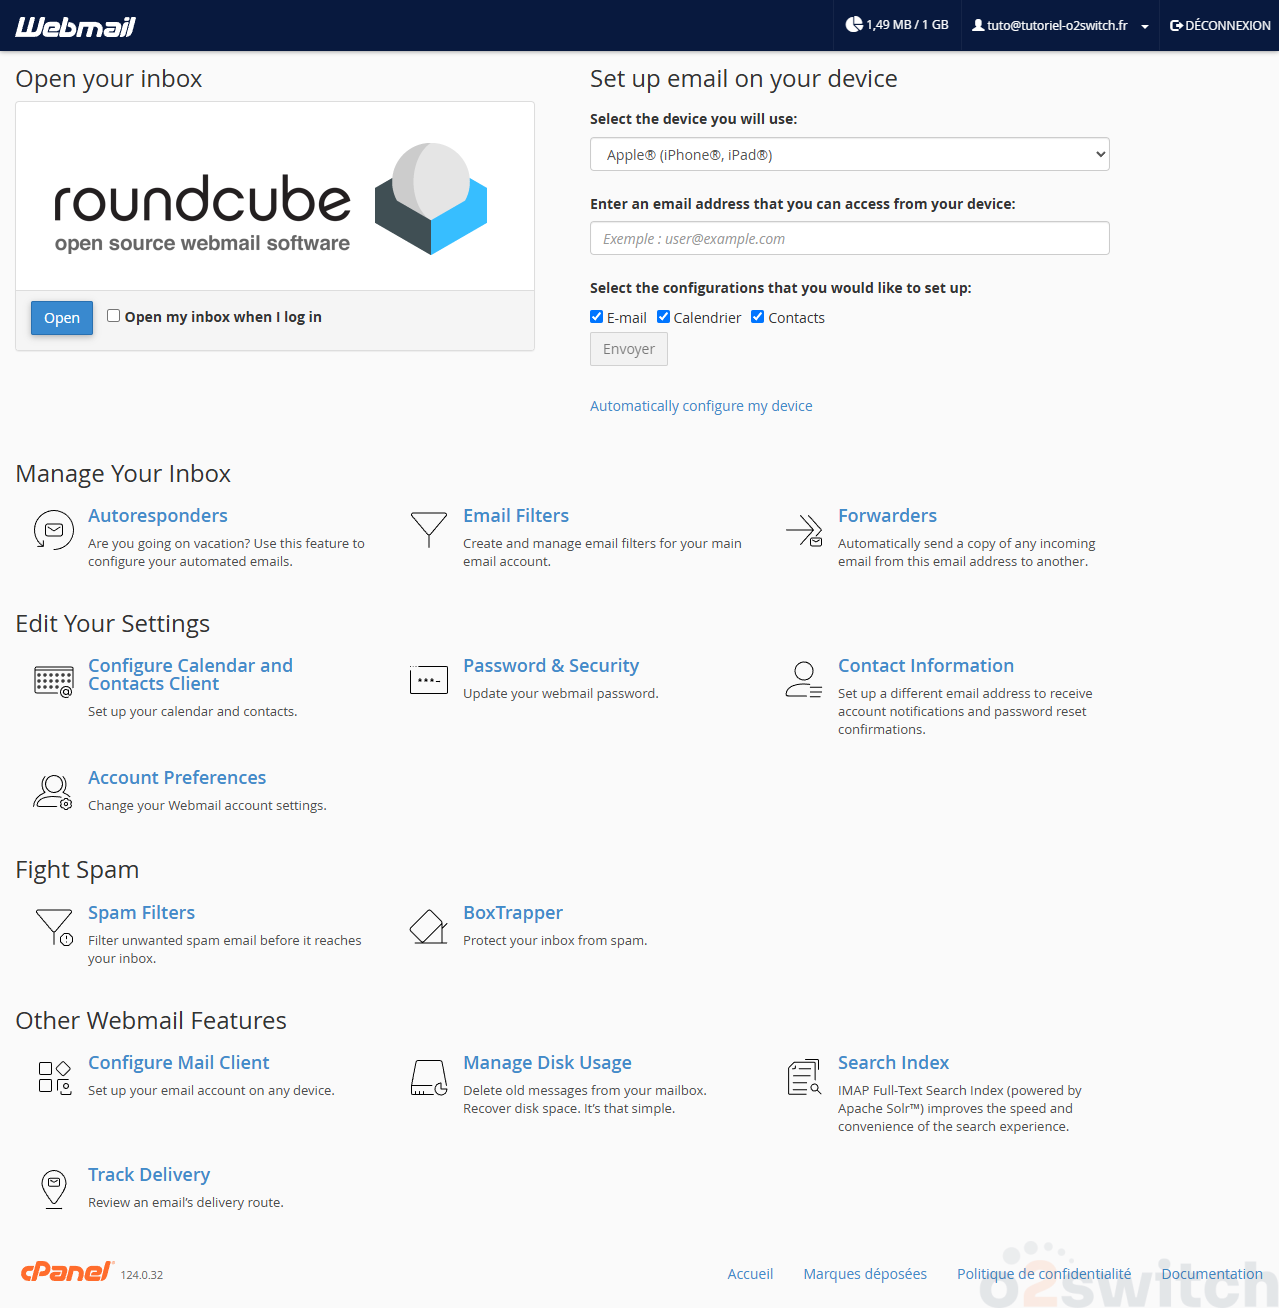 Webmail
1,49 MB / 1 GB
tuto@tutoriel-o2switch.fr
DÉCONNEXION
Open your inbox
roundcube
open source webmail software
Open
Open my inbox when I log in
Set up email on your device
Select the device you will use:
Apple® (iPhone®, iPad®)
Enter an email address that you can access from your device:
Exemple : user@example.com
Select the configurations that you would like to set up:
E-mail Calendrier Contacts
Envoyer
Automatically configure my device
Manage Your Inbox
Autoresponders
Are you going on vacation? Use this feature to
configure your automated emails.
Email Filters
Create and manage email filters for your main
email account.
Forwarders
Automatically send a copy of any incoming
email from this email address to another.
Edit Your Settings
Configure Calendar and
Contacts Client
Set up your calendar and contacts.
Password & Security
Update your webmail password.
Contact Information
Set up a different email address to receive
account notifications and password reset
confirmations.
Account Preferences
Change your Webmail account settings.
Fight Spam
Spam Filters
Filter unwanted spam email before it reaches
your inbox.
BoxTrapper
Protect your inbox from spam.
Other Webmail Features
Configure Mail Client
Set up your email account on any device.
Manage Disk Usage
Delete old messages from your mailbox.
Recover disk space. It's that simple.
Search Index
IMAP Full-Text Search Index (powered by
Apache Solr™) improves the speed and
convenience of the search experience.
Track Delivery
Review an email's delivery route.
cPanel® 124.0.32
Accueil
Marques déposées
Politique de confidentialité
Documentation
o2switch